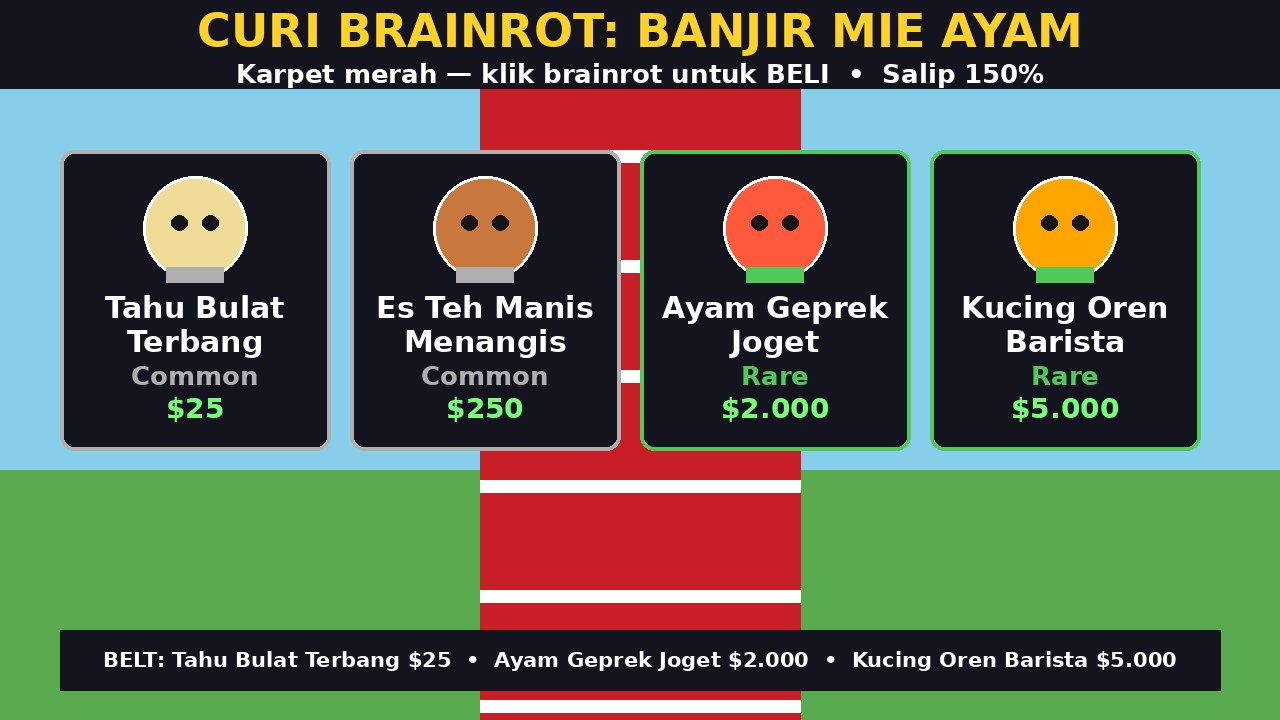 CURI BRAINROT: BANJIR MIE AYAM
Karpet merah — klik brainrot untuk BELI • Salip 150%
Tahu Bulat
Terbang
Common
$25
Es Teh Manis
Menangis
Common
$250
Ayam Geprek
Joget
Rare
$2.000
Kucing Oren
Barista
Rare
$5.000
BELT: Tahu Bulat Terbang $25 • Ayam Geprek Joget $2.000 • Kucing Oren Barista $5.000